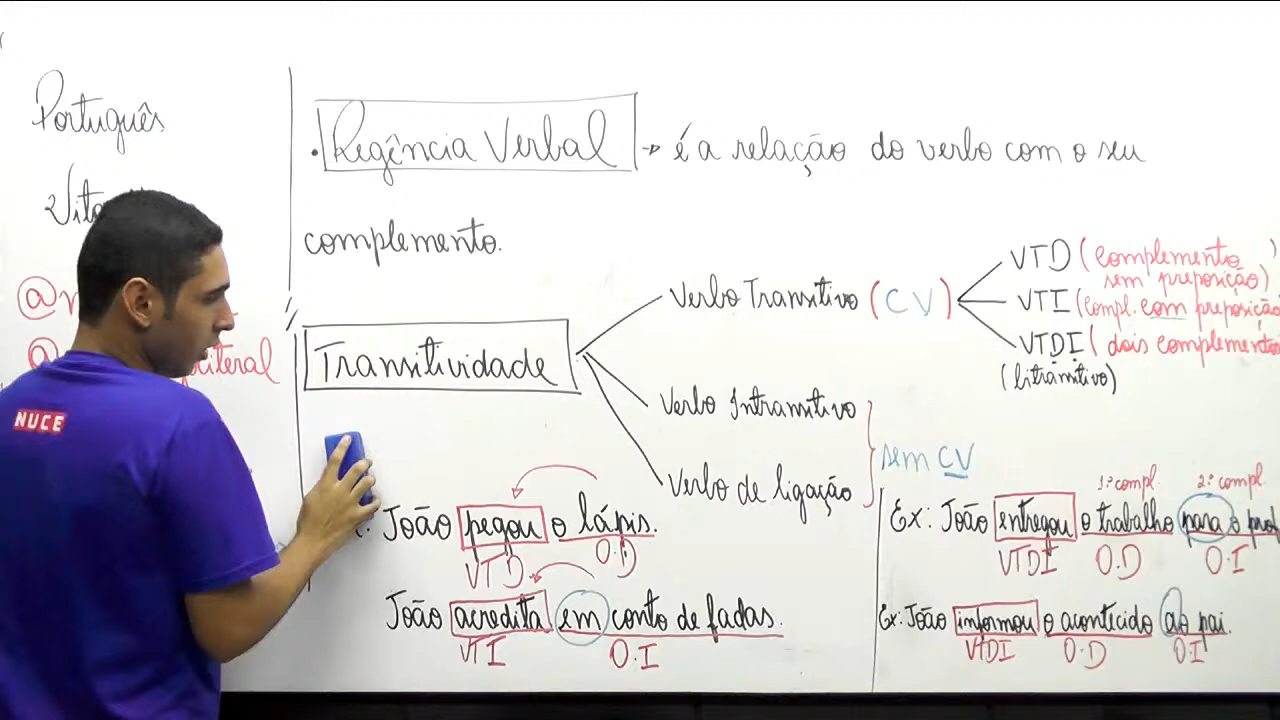 Português
@
@ literal
NUCE
• Regência Verbal → é a relação do verbo com o seu
complemento.
Transitividade
Verbo Transitivo (CV)
VTD (complemento
sem preposição)
VTI (compl. com preposição
VTDI (dois complementos
(bitransitivo)
Verbo Intransitivo
Verbo de ligação
sem CV
João pegou o lápis.
VTD O.D
João acredita em conto de fadas.
VTI O.I
1º compl. 2º compl.
Ex: João entregou o trabalho para o prof
VTDI O.D O.I
Ex: João informou o acontecido ao pai.
VTDI O.D O.I